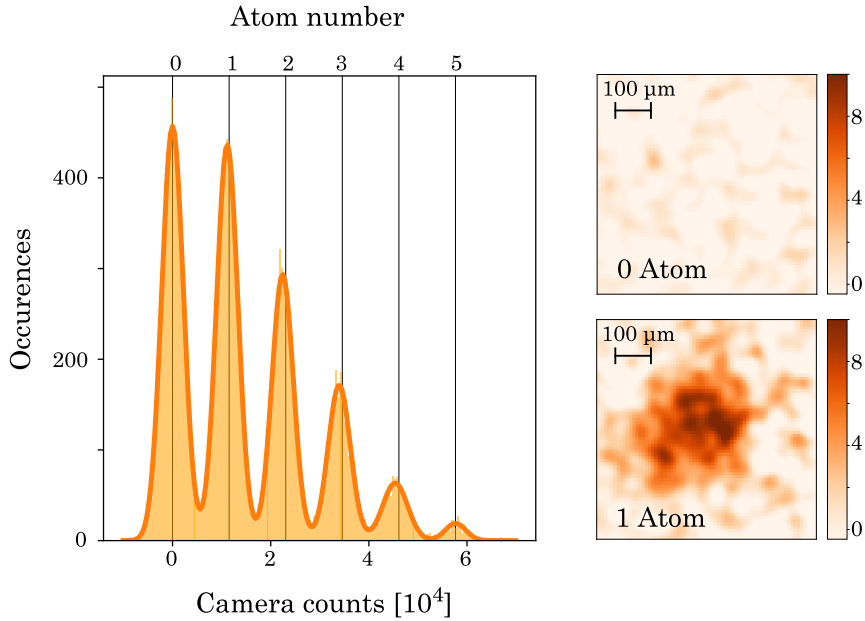 Atom number
0 1 2 3 4 5
400
200
0
Occurences
0 2 4 6
Camera counts [10⁴]
100 µm
0 Atom
8
4
0
100 µm
1 Atom
8
4
0